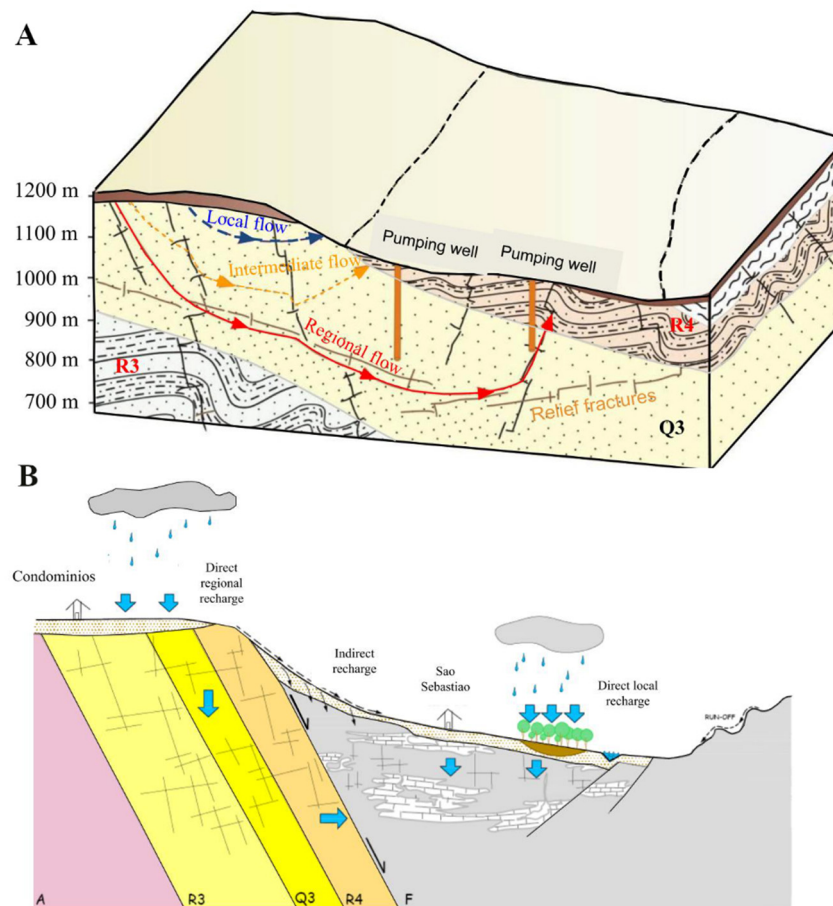 A
1200 m
1100 m
1000 m
900 m
800 m
700 m
Local flow
Intermediate flow
Regional flow
Pumping well
Pumping well
R3
R4
Relief fractures
Q3
B
Condominios
Direct
regional
recharge
Indirect
recharge
Sao
Sebastiao
Direct local
recharge
RUN-OFF
A
R3
Q3
R4
F